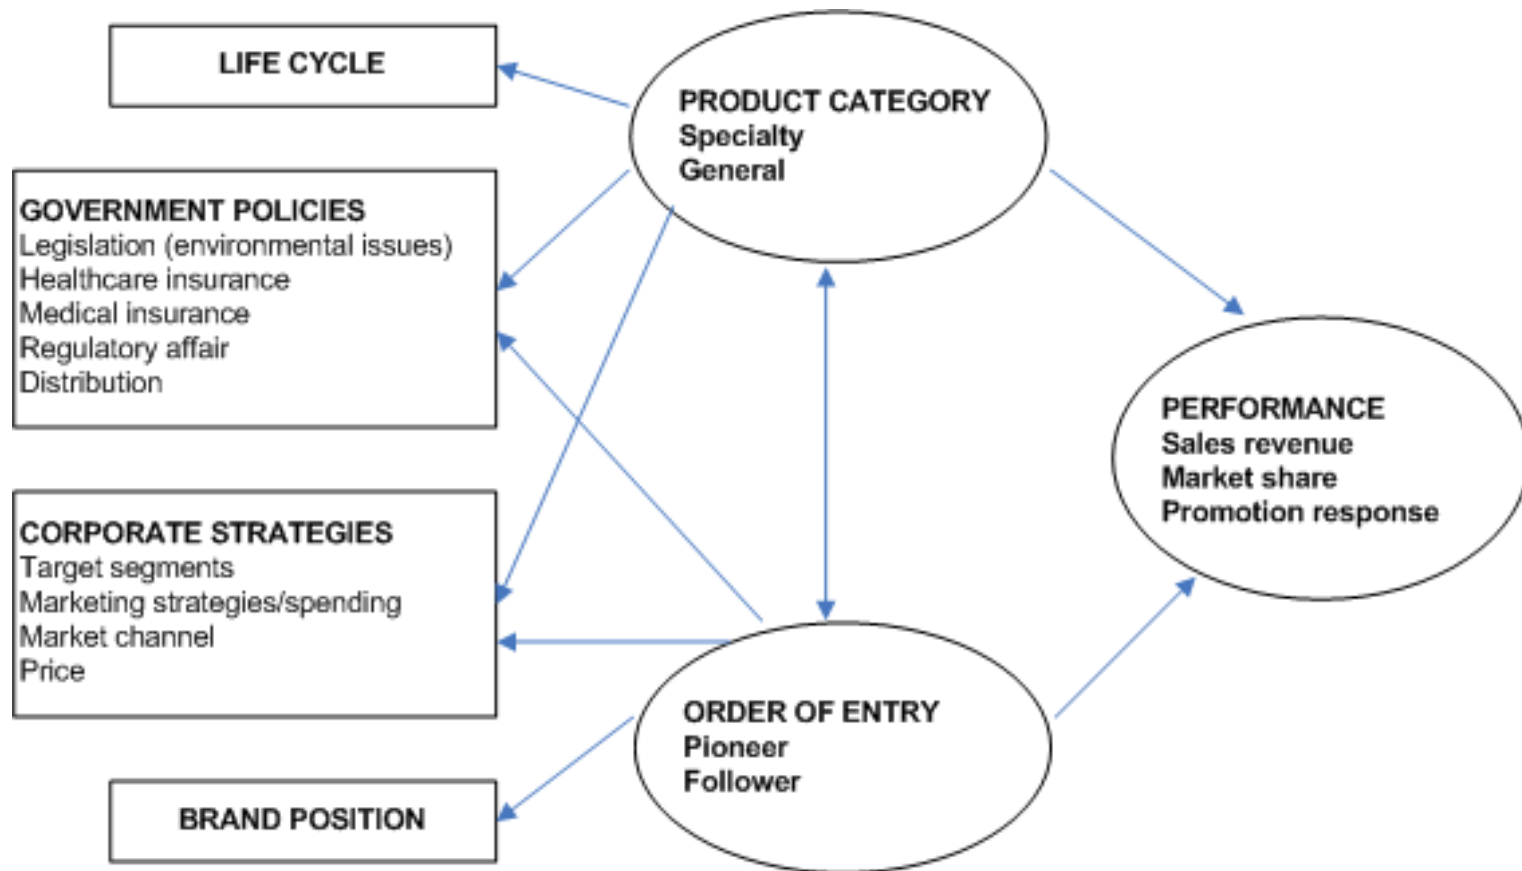 LIFE CYCLE
PRODUCT CATEGORY
Specialty
General
GOVERNMENT POLICIES
Legislation (environmental issues)
Healthcare insurance
Medical insurance
Regulatory affair
Distribution
PERFORMANCE
Sales revenue
Market share
Promotion response
CORPORATE STRATEGIES
Target segments
Marketing strategies/spending
Market channel
Price
ORDER OF ENTRY
Pioneer
Follower
BRAND POSITION